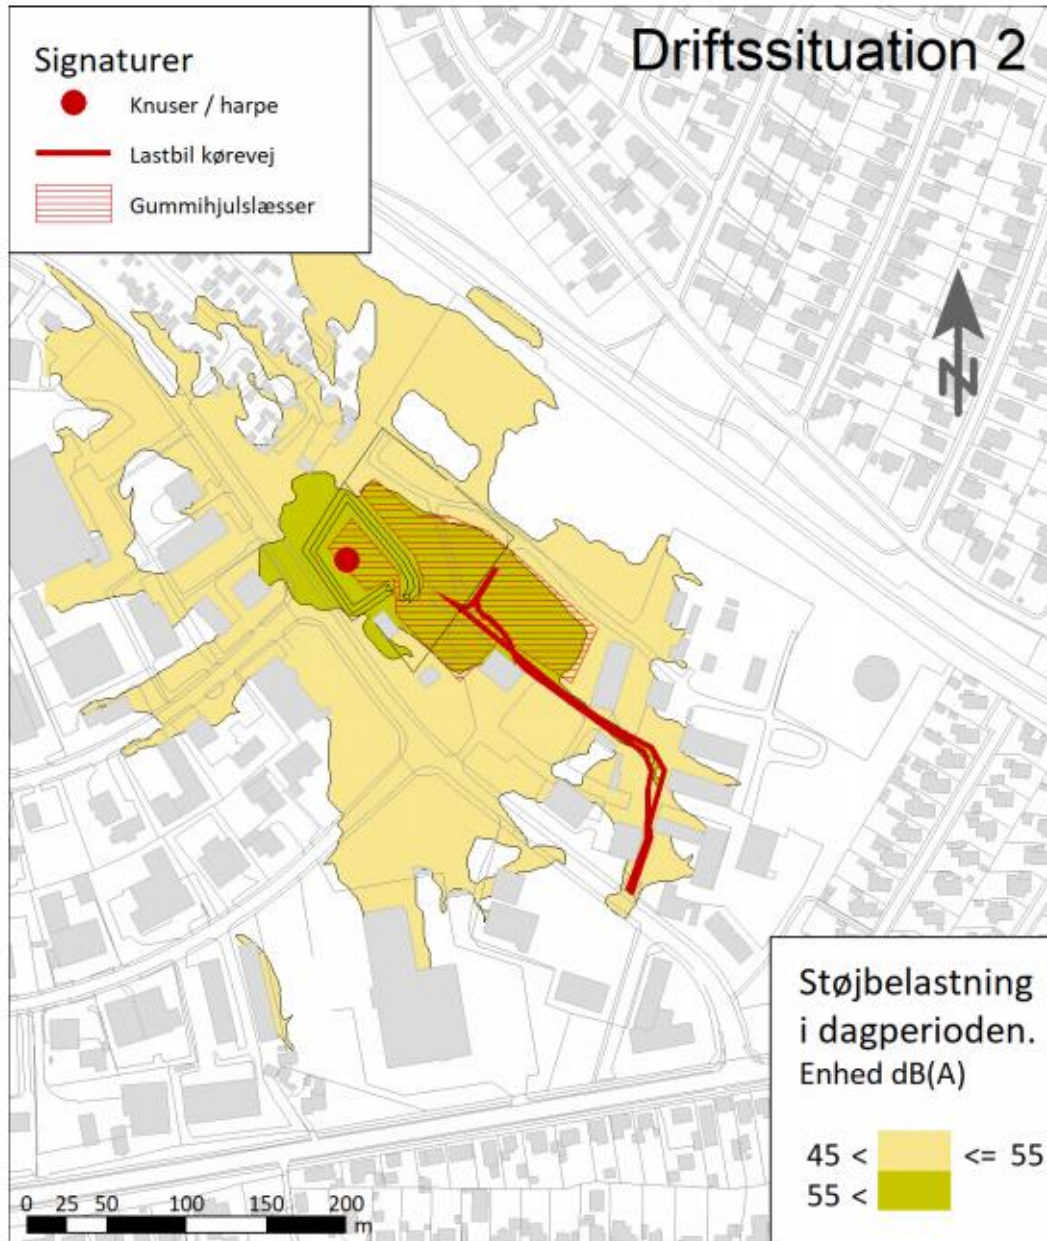 Driftssituation 2
Signaturer
Knuser / harpe
Lastbil kørevej
Gummihjulslæsser
N
Støjbelastning
i dagperioden.
Enhed dB(A)
45 < <= 55
55 <
0 25 50 100 150 200
m